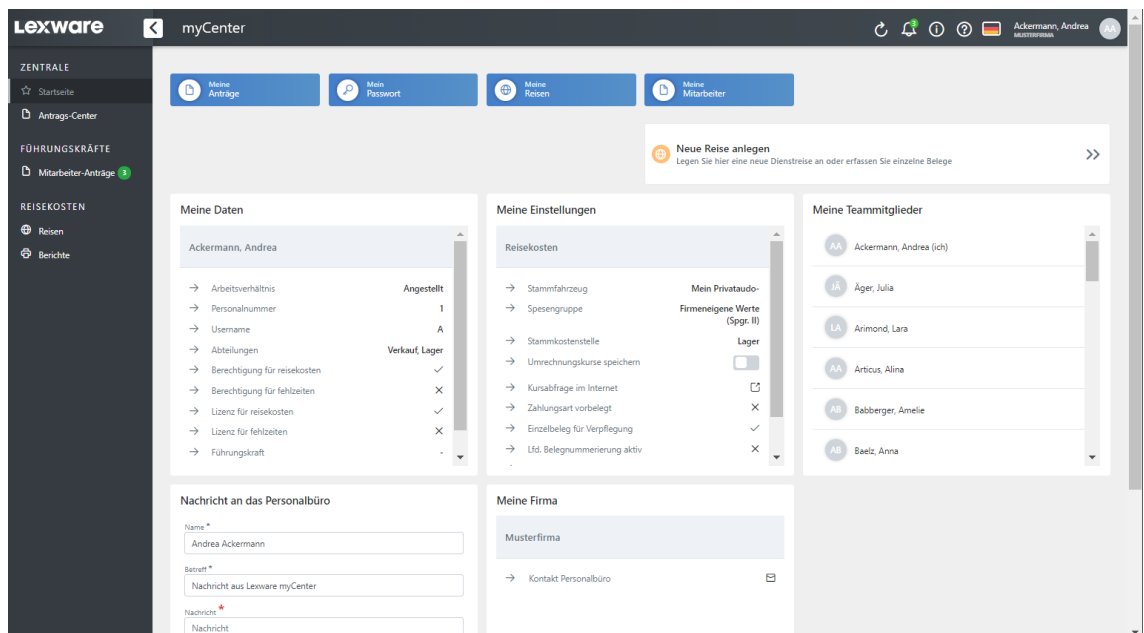 Lexware
myCenter
Ackermann, Andrea
MUSTERFIRMA
AA
ZENTRALE
Startseite
Antrags-Center
FÜHRUNGSKRÄFTE
Mitarbeiter-Anträge 3
REISEKOSTEN
Reisen
Berichte
Meine
Anträge
Mein
Passwort
Meine
Reisen
Meine
Mitarbeiter
Neue Reise anlegen
Legen Sie hier eine neue Dienstreise an oder erfassen Sie einzelne Belege
Meine Daten
Ackermann, Andrea
Arbeitsverhältnis Angestellt
Personalnummer 1
Username A
Abteilungen Verkauf, Lager
Berechtigung für reisekosten
Berechtigung für fehlzeiten
Lizenz für reisekosten
Lizenz für fehlzeiten
Führungskraft -
Meine Einstellungen
Reisekosten
Stammfahrzeug Mein Privataudo-
Spesengruppe Firmeneigene Werte
(Spgr. II)
Stammkostenstelle Lager
Umrechnungskurse speichern
Kursabfrage im Internet
Zahlungsart vorbelegt
Einzelbeleg für Verpflegung
Lfd. Belegnummerierung aktiv
Meine Teammitglieder
AA Ackermann, Andrea (ich)
JÄ Äger, Julia
LA Arimond, Lara
AA Articus, Alina
AB Babberger, Amelie
AB Baelz, Anna
Nachricht an das Personalbüro
Name *
Andrea Ackermann
Betreff *
Nachricht aus Lexware myCenter
Nachricht *
Nachricht
Meine Firma
Musterfirma
Kontakt Personalbüro